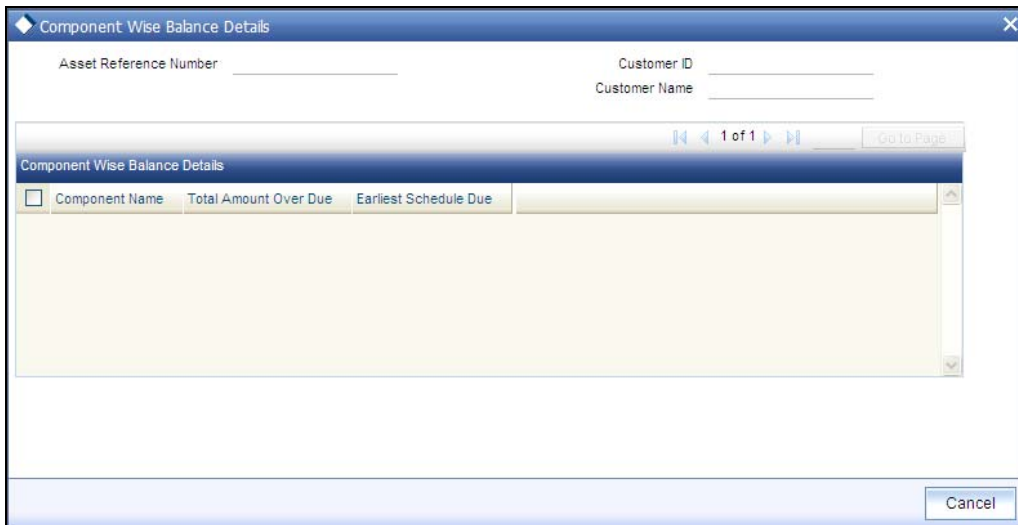 Component Wise Balance Details
Asset Reference Number
Customer ID
Customer Name
1 of 1
Go to Page
Component Wise Balance Details
Component Name Total Amount Over Due Earliest Schedule Due
Cancel